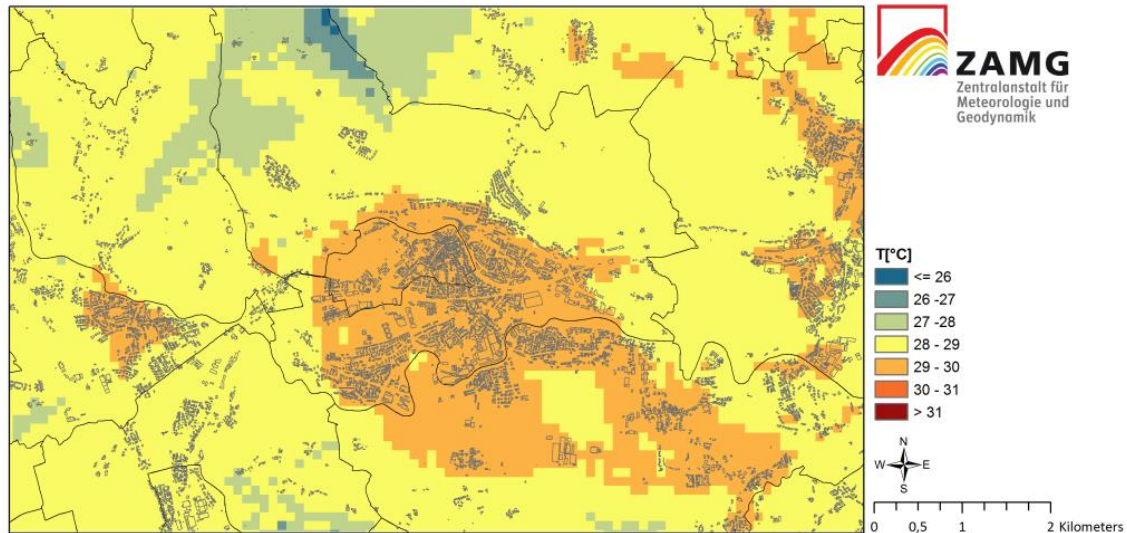 ZAMG
Zentralanstalt für
Meteorologie und
Geodynamik
T[°C]
<= 26
26 -27
27 -28
28 - 29
29 - 30
30 - 31
> 31
N
W E
S
0 0,5 1 2 Kilometers